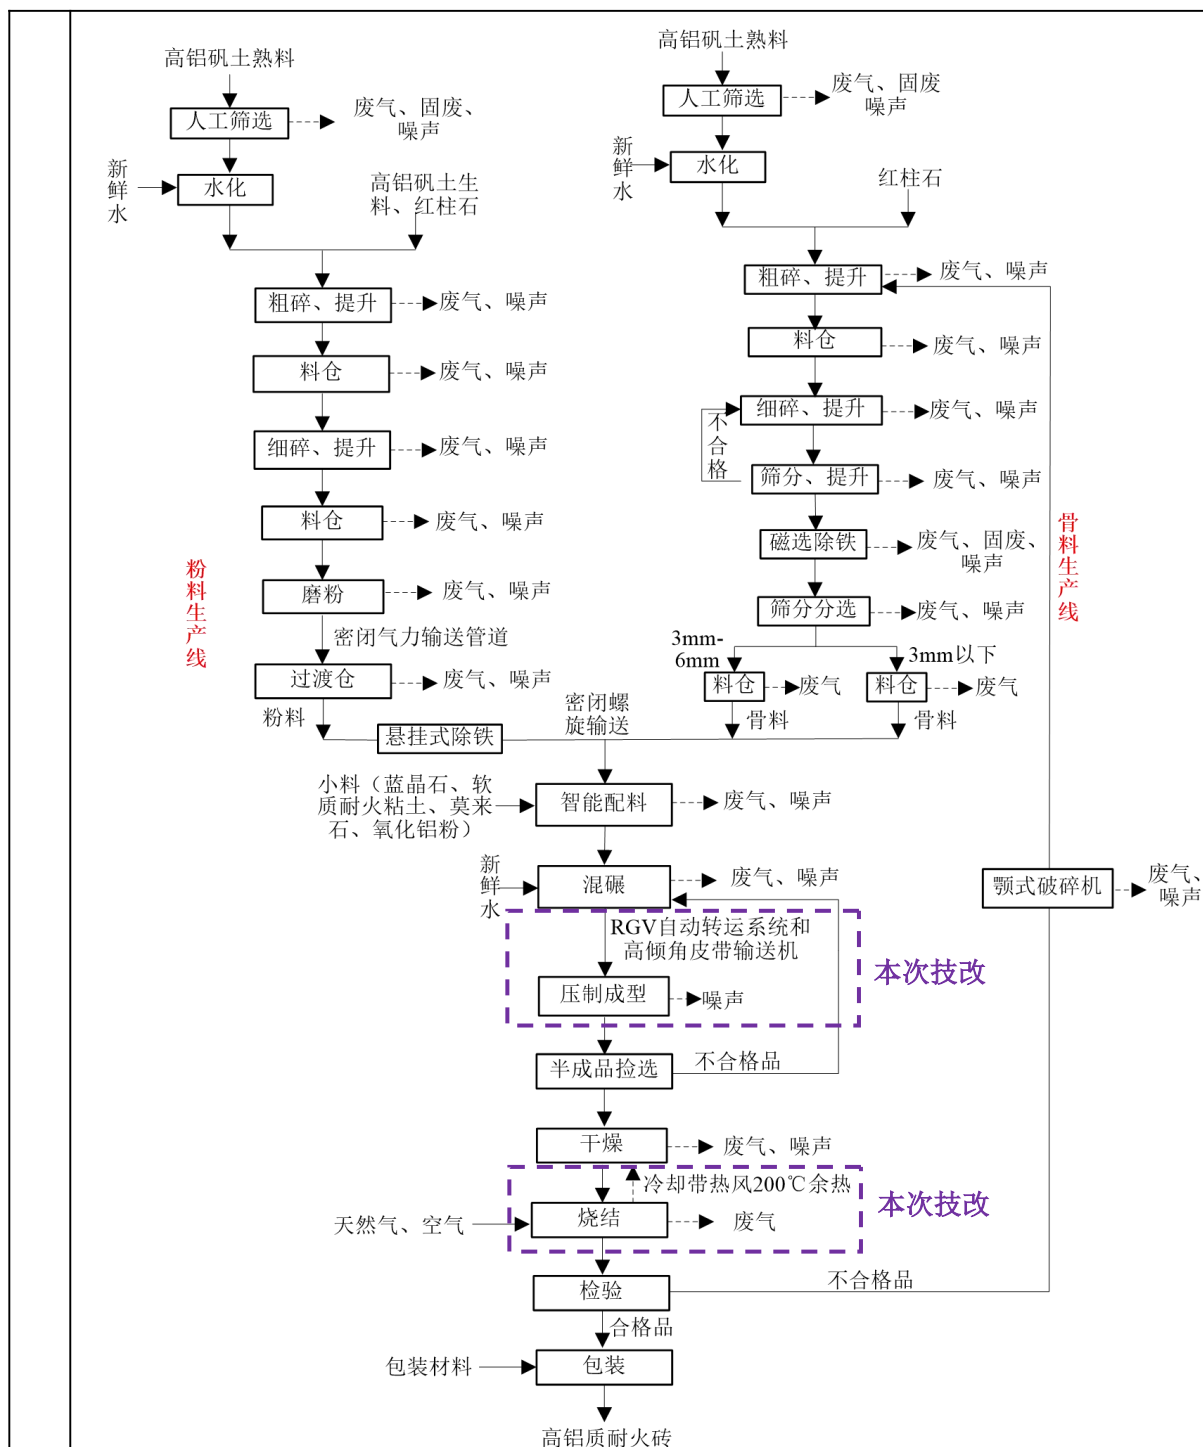 高铝矾土熟料
人工筛选
废气、固废、
噪声
新
鲜
水
水化
高铝矾土生
料、红柱石
粗碎、提升
废气、噪声
料仓
废气、噪声
细碎、提升
废气、噪声
料仓
废气、噪声
粉
料
生
产
线
磨粉
废气、噪声
密闭气力输送管道
过渡仓
废气、噪声
粉料
悬挂式除铁
高铝矾土熟料
人工筛选
废气、固废
噪声
新
鲜
水
水化
红柱石
粗碎、提升
废气、噪声
料仓
废气、噪声
细碎、提升
废气、噪声
不
合
格
筛分、提升
废气、噪声
磁选除铁
废气、固废、
噪声
骨
料
生
产
线
筛分分选
废气、噪声
3mm-
6mm
3mm以下
料仓
废气
料仓
废气
骨料
骨料
密闭螺
旋输送
小料（蓝晶石、软
质耐火粘土、莫来
石、氧化铝粉）
智能配料
废气、噪声
新
鲜
水
混碾
废气、噪声
颚式破碎机
废气、
噪声
RGV自动转运系统和
高倾角皮带输送机
本次技改
压制成型
噪声
半成品捡选
不合格品
干燥
废气、噪声
冷却带热风200℃余热
本次技改
天然气、空气
烧结
废气
检验
不合格品
合格品
包装材料
包装
高铝质耐火砖